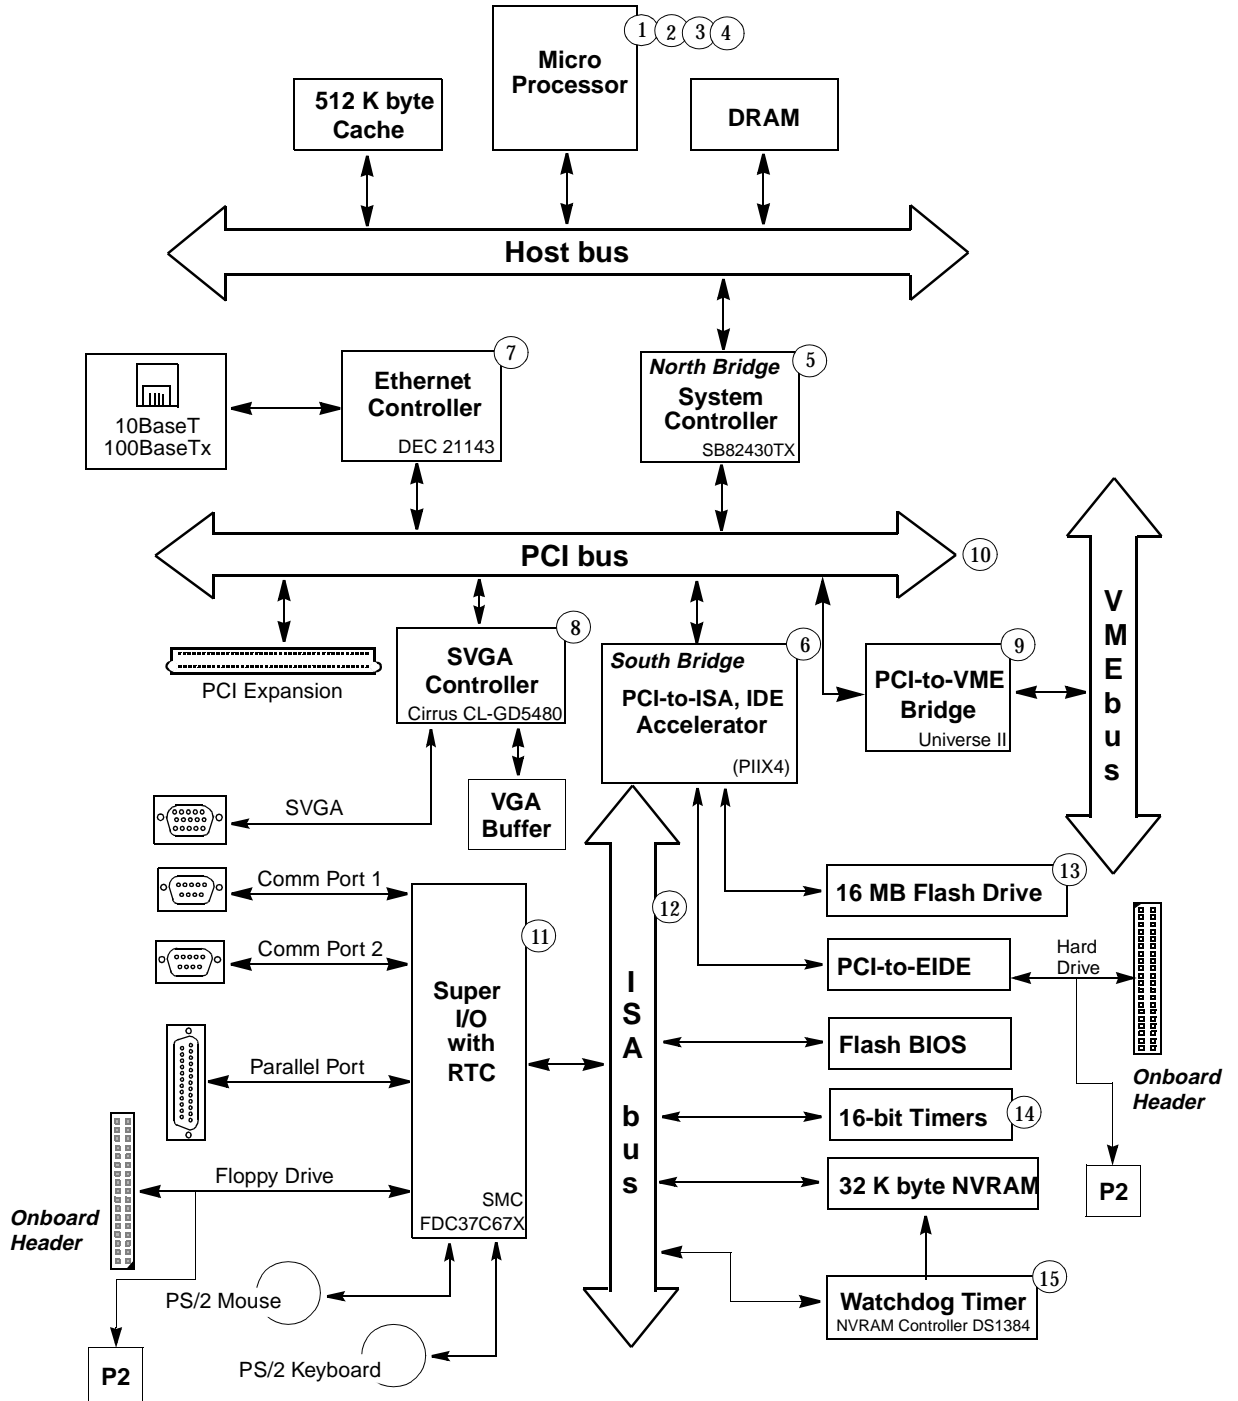 1 2 3 4
Micro
Processor
512 K byte
Cache
DRAM
Host bus
7
Ethernet
Controller
DEC 21143
10BaseT
100BaseTx
5
North Bridge
System
Controller
SB82430TX
PCI bus
10
VMEbus
PCI Expansion
8
SVGA
Controller
Cirrus CL-GD5480
6
South Bridge
PCI-to-ISA, IDE
Accelerator
(PIIX4)
9
PCI-to-VME
Bridge
Universe II
SVGA
VGA
Buffer
Comm Port 1
Comm Port 2
11
Super
I/O
with
RTC
SMC
FDC37C67X
Parallel Port
Floppy Drive
Onboard
Header
P2
PS/2 Mouse
PS/2 Keyboard
12
ISA bus
13
16 MB Flash Drive
PCI-to-EIDE
Hard
Drive
Onboard
Header
P2
Flash BIOS
16-bit Timers
14
32 K byte NVRAM
15
Watchdog Timer
NVRAM Controller DS1384